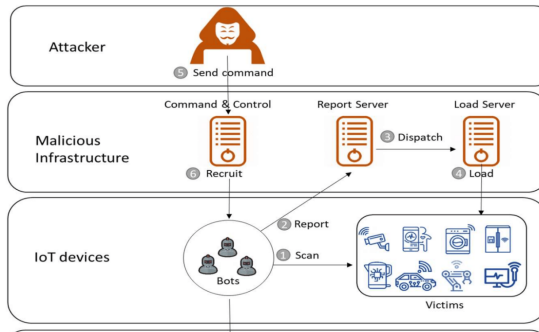 Attacker
5 Send command
Command & Control
Report Server
Load Server
Malicious
Infrastructure
3 Dispatch
6 Recruit
4 Load
2 Report
1 Scan
IoT devices
Bots
Victims